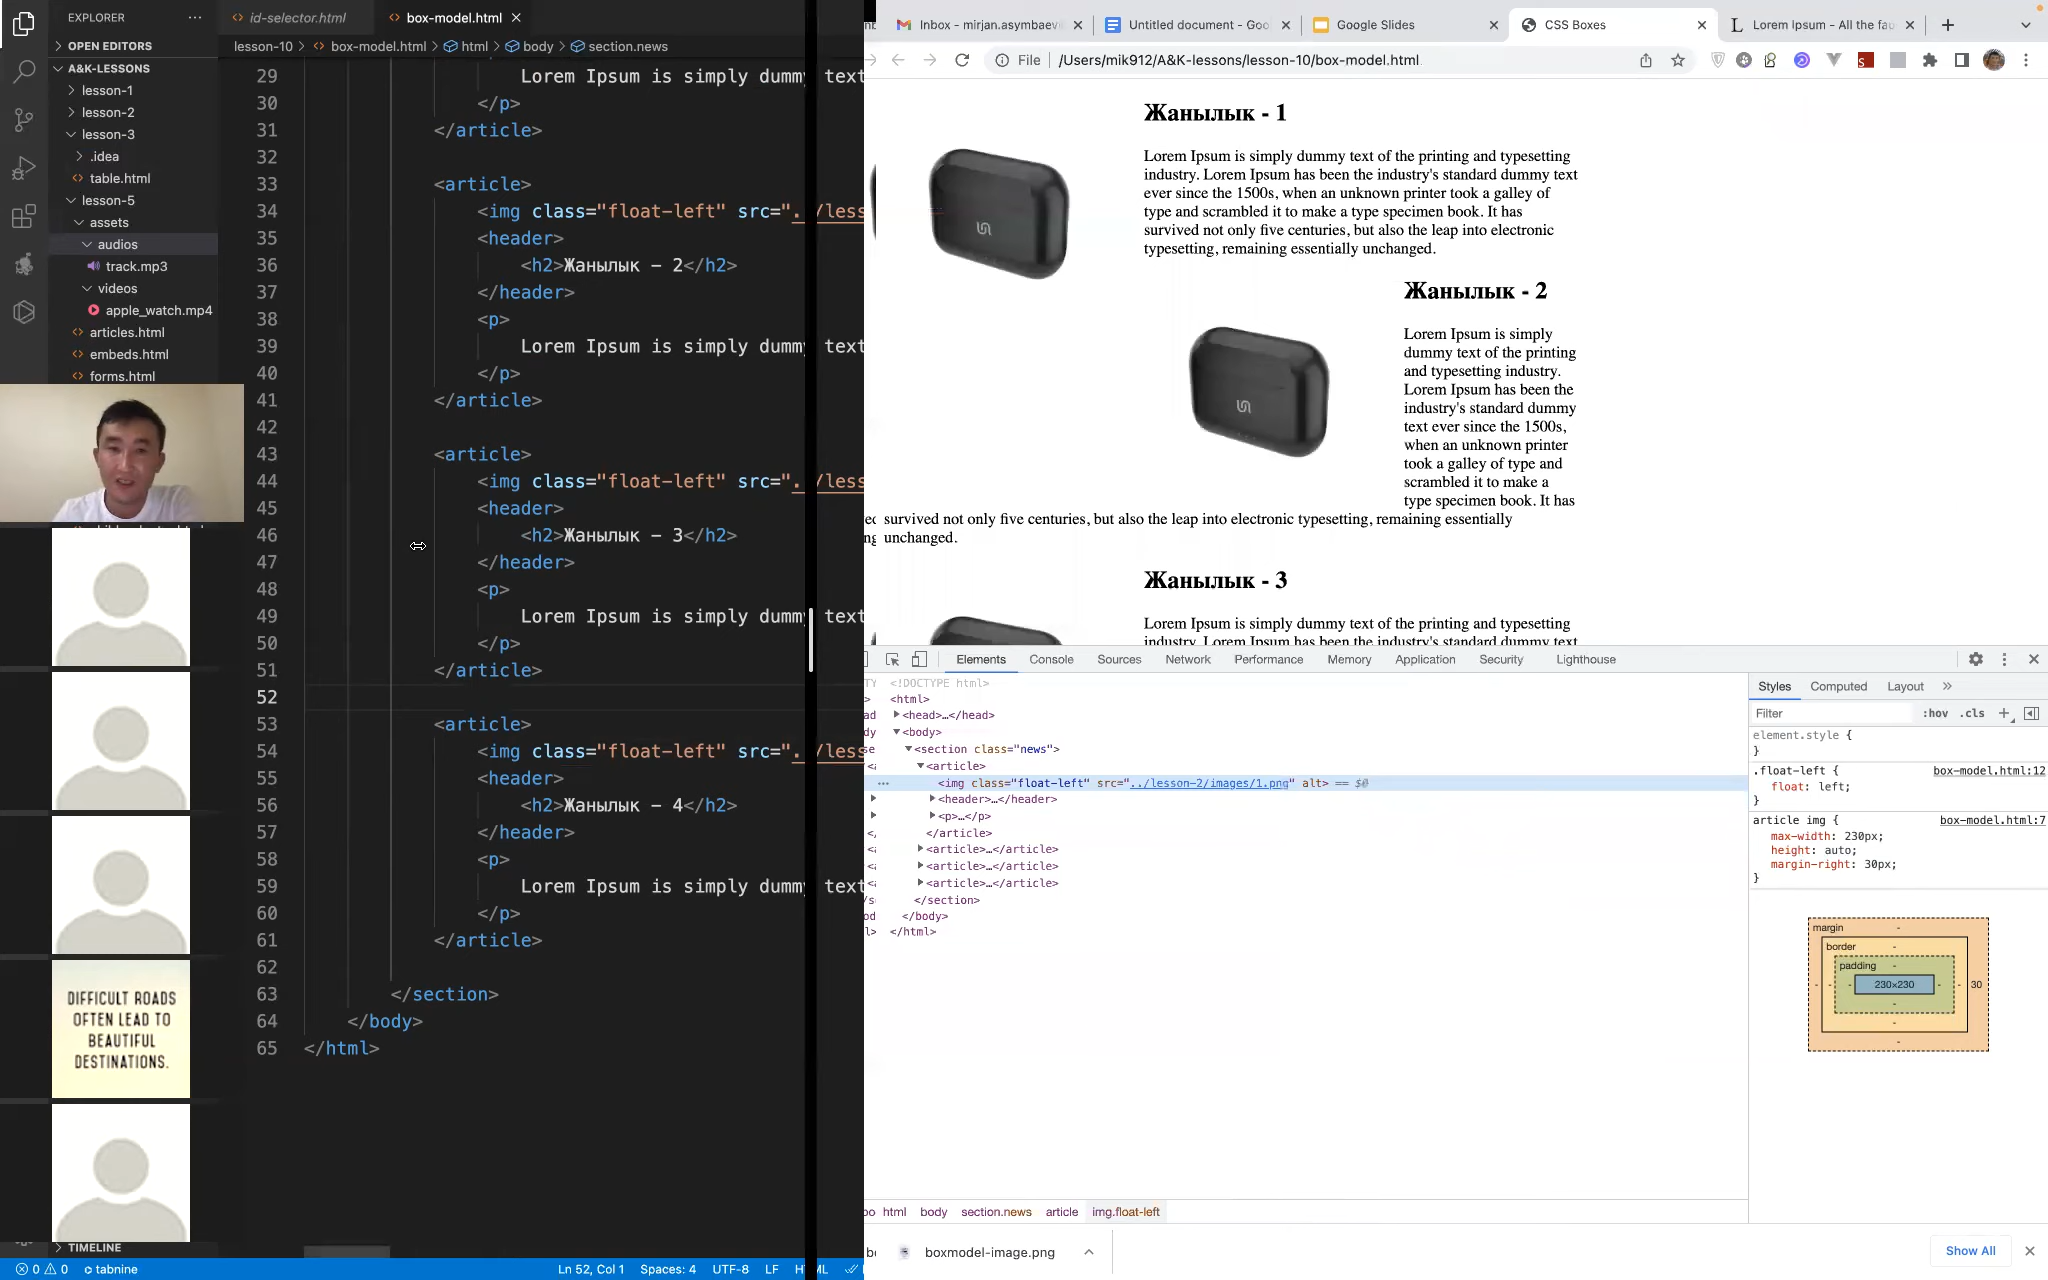 EXPLORER
OPEN EDITORS
A&K-LESSONS
lesson-1
lesson-2
lesson-3
.idea
table.html
lesson-5
assets
audios
track.mp3
videos
apple_watch.mp4
articles.html
embeds.html
forms.html
DIFFICULT ROADS
OFTEN LEAD TO
BEAUTIFUL
DESTINATIONS.
TIMELINE
id-selector.html
box-model.html
lesson-10 > box-model.html > html > body > section.news
29 Lorem Ipsum is simply dummy text
30 </p>
31 </article>
32
33 <article>
34 <img class="float-left" src="../less
35 <header>
36 <h2>Жанылык - 2</h2>
37 </header>
38 <p>
39 Lorem Ipsum is simply dummy text
40 </p>
41 </article>
42
43 <article>
44 <img class="float-left" src="../less
45 <header>
46 <h2>Жанылык - 3</h2>
47 </header>
48 <p>
49 Lorem Ipsum is simply dummy text
50 </p>
51 </article>
52
53 <article>
54 <img class="float-left" src="../less
55 <header>
56 <h2>Жанылык - 4</h2>
57 </header>
58 <p>
59 Lorem Ipsum is simply dummy text
60 </p>
61 </article>
62
63 </section>
64 </body>
65 </html>
0 0 tabnine
Ln 52, Col 1 Spaces: 4 UTF-8 LF
Inbox - mirjan.asymbaev
Untitled document - Goo
Google Slides
CSS Boxes
Lorem Ipsum - All the fac
File /Users/mik912/A&K-lessons/lesson-10/box-model.html
Жанылык - 1
Lorem Ipsum is simply dummy text of the printing and typesetting
industry. Lorem Ipsum has been the industry's standard dummy text
ever since the 1500s, when an unknown printer took a galley of
type and scrambled it to make a type specimen book. It has
survived not only five centuries, but also the leap into electronic
typesetting, remaining essentially unchanged.
Жанылык - 2
Lorem Ipsum is simply
dummy text of the printing
and typesetting industry.
Lorem Ipsum has been the
industry's standard dummy
text ever since the 1500s,
when an unknown printer
took a galley of type and
scrambled it to make a
type specimen book. It has
survived not only five centuries, but also the leap into electronic typesetting, remaining essentially
unchanged.
Жанылык - 3
Lorem Ipsum is simply dummy text of the printing and typesetting
industry. Lorem Ipsum has been the industry's standard dummy text
Elements Console Sources Network Performance Memory Application Security Lighthouse
<!DOCTYPE html>
<html>
<head>…</head>
<body>
<section class="news">
<article>
<img class="float-left" src="../lesson-2/images/1.png" alt> == $0
<header>…</header>
<p>…</p>
</article>
<article>…</article>
<article>…</article>
<article>…</article>
</section>
</body>
</html>
html body section.news article img.float-left
Styles Computed Layout
Filter :hov .cls
element.style {
}
.float-left { box-model.html:12
float: left;
}
article img { box-model.html:7
max-width: 230px;
height: auto;
margin-right: 30px;
}
margin -
border -
padding -
230×230
30
boxmodel-image.png
Show All